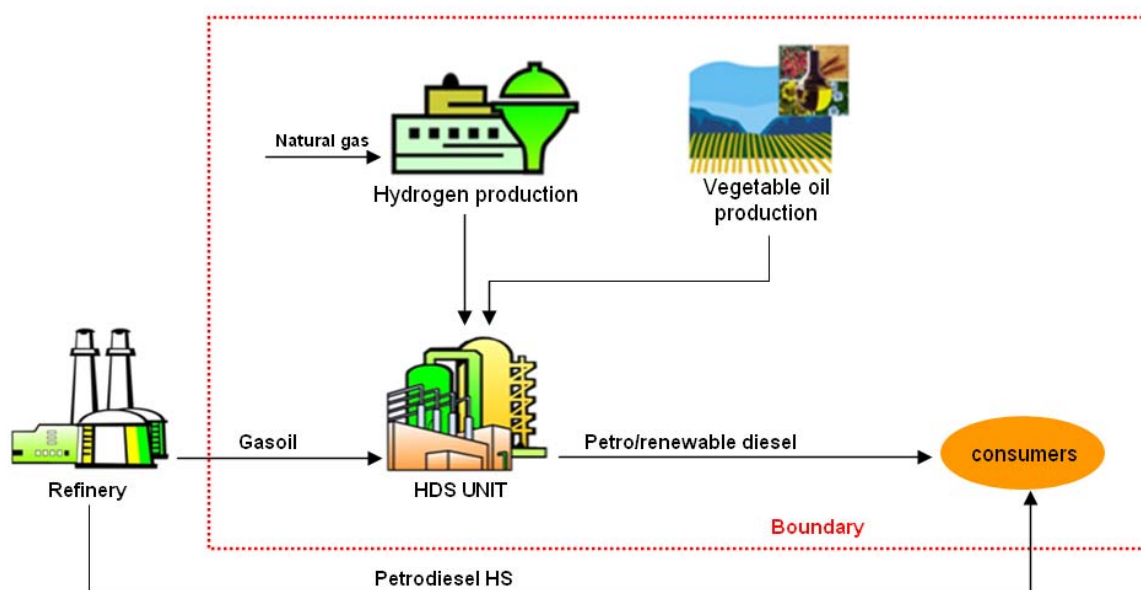 Natural gas
Hydrogen production
Vegetable oil
production
Gasoil
Petro/renewable diesel
consumers
Refinery
HDS UNIT
Boundary
Petrodiesel HS